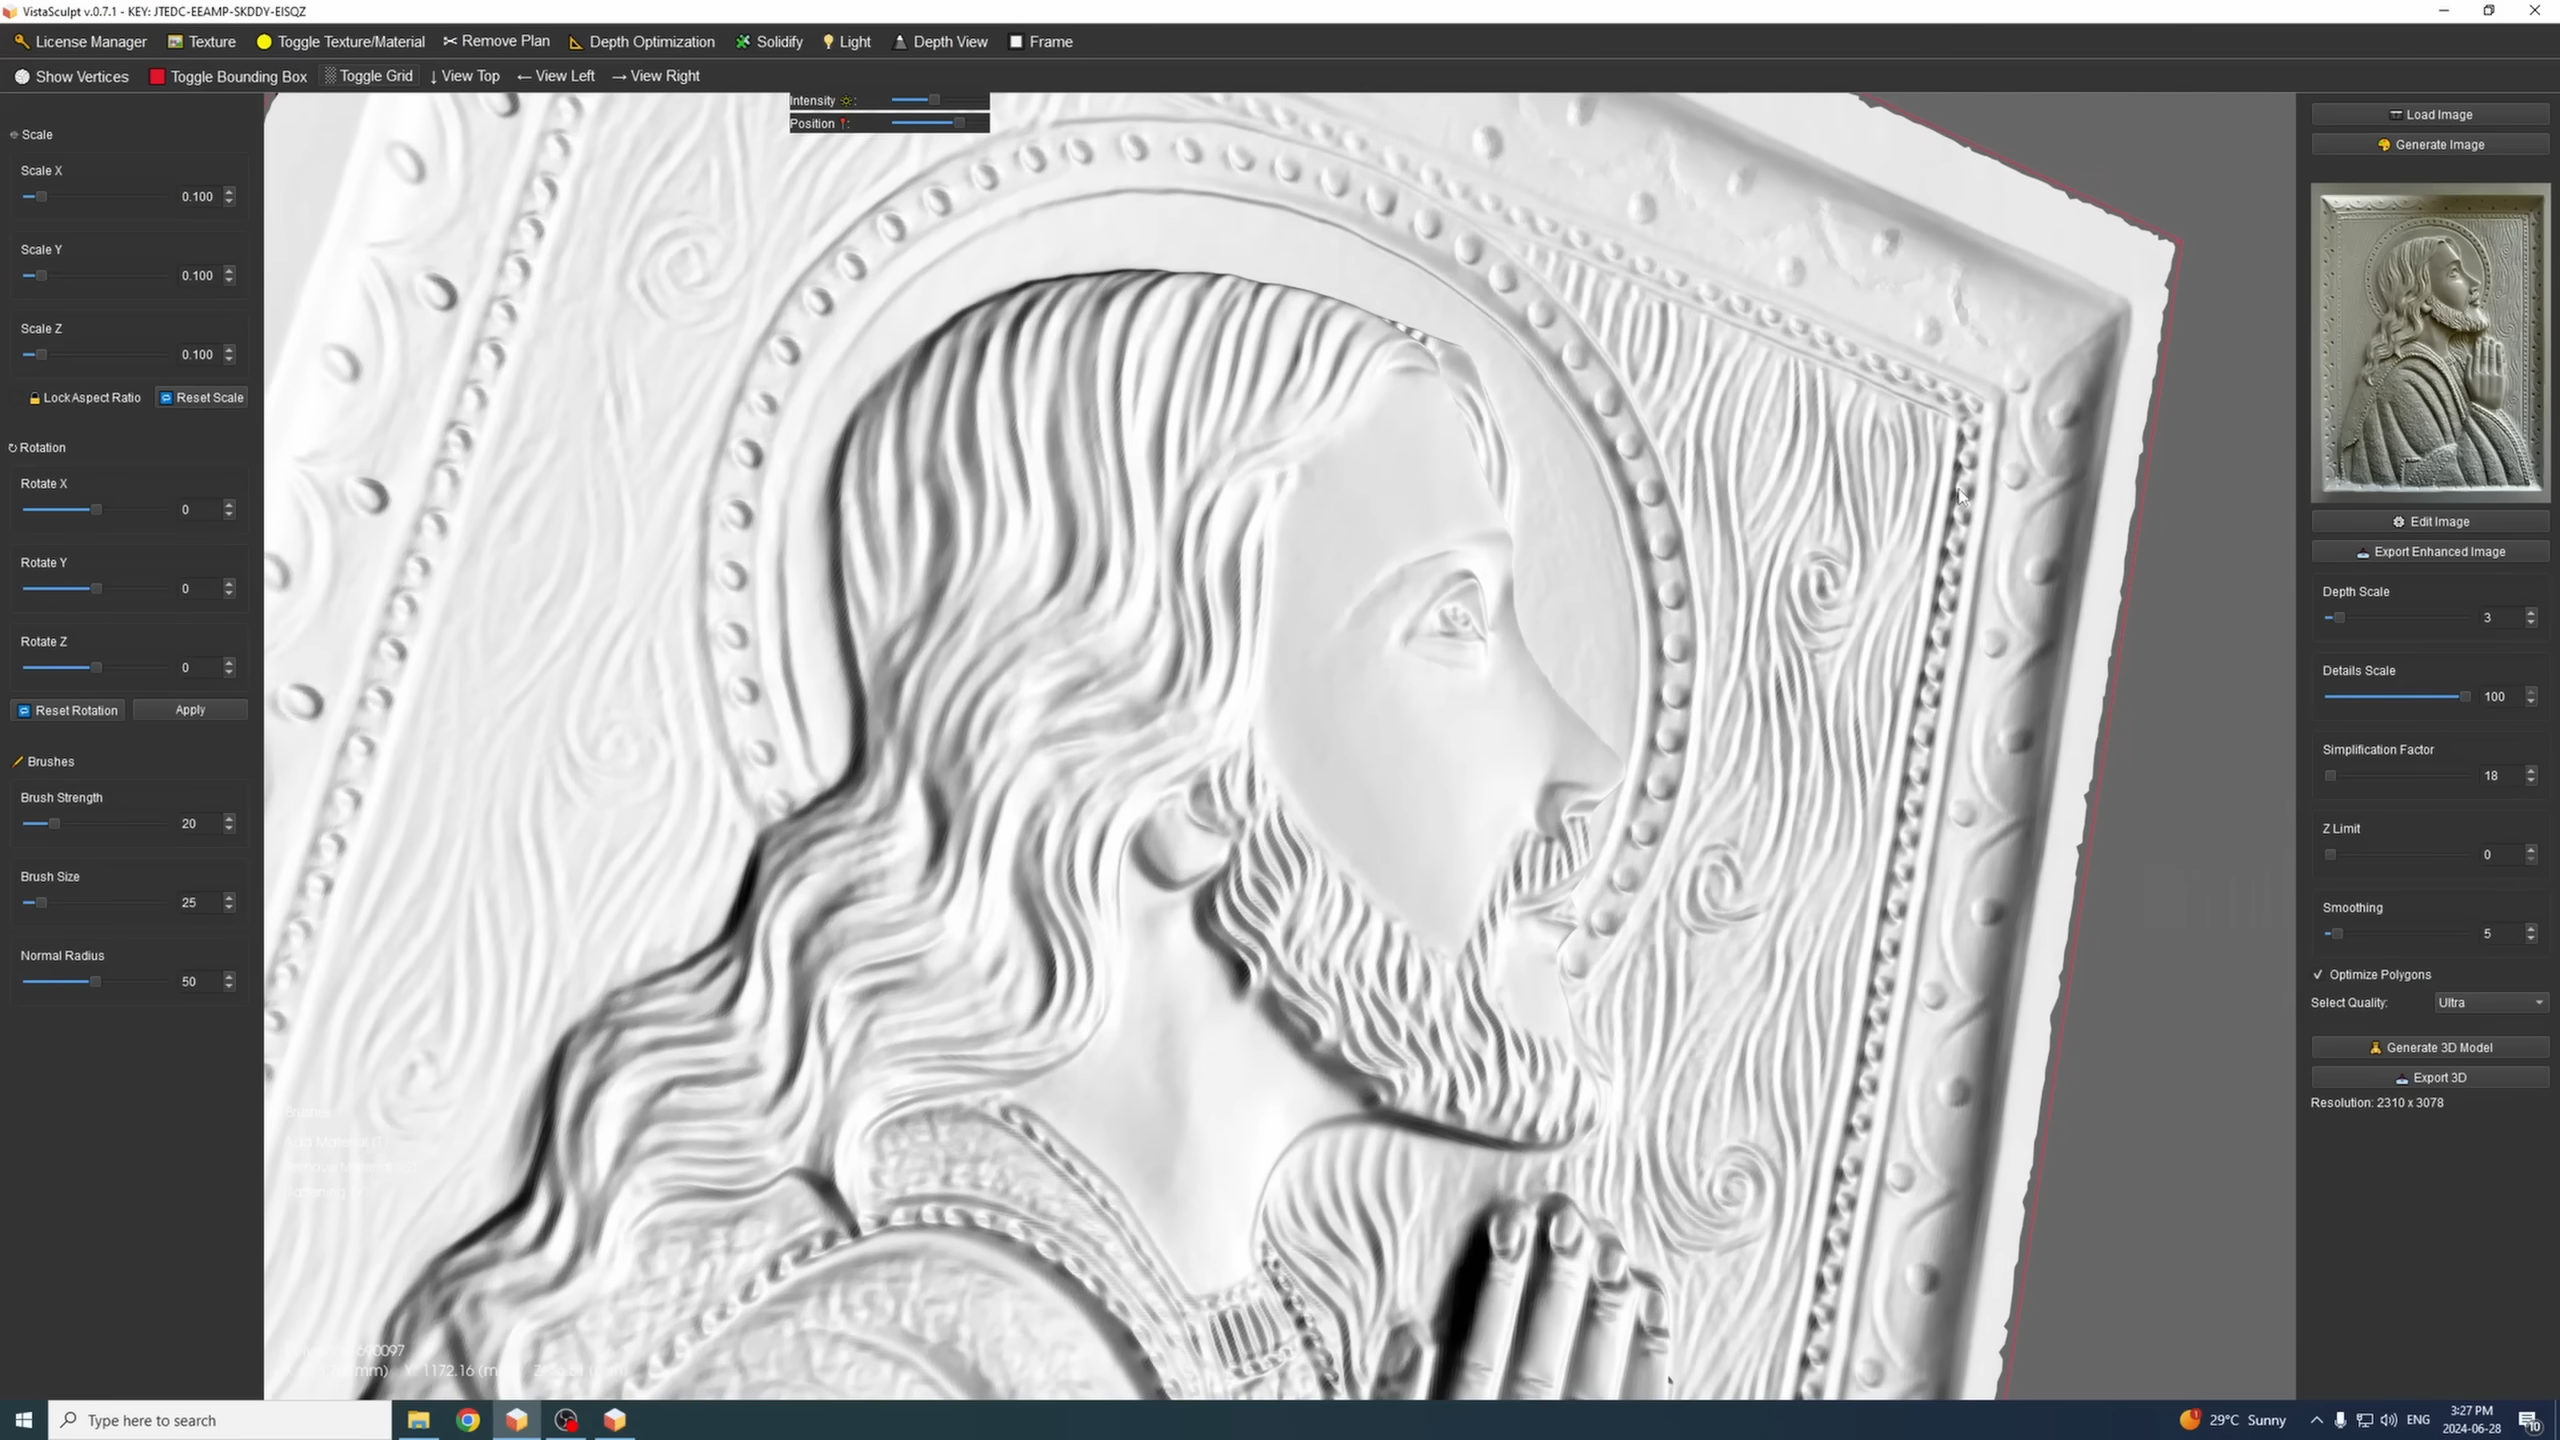 VistaSculpt v.0.7.1 - KEY: JTEDC-EEAMP-SKDDY-EISQZ
License Manager Texture Toggle Texture/Material Remove Plan Depth Optimization Solidify Light Depth View Frame
Show Vertices Toggle Bounding Box Toggle Grid View Top View Left View Right
Intensity :
Position :
Scale
Scale X
0.100
Scale Y
0.100
Scale Z
0.100
Lock Aspect Ratio Reset Scale
Rotation
Rotate X
0
Rotate Y
0
Rotate Z
0
Reset Rotation Apply
Brushes
Brush Strength
20
Brush Size
25
Normal Radius
50
Brushes
Y: 1172.16
Load Image
Generate Image
Edit Image
Export Enhanced Image
Depth Scale
3
Details Scale
100
Simplification Factor
18
Z Limit
0
Smoothing
5
Optimize Polygons
Select Quality: Ultra
Generate 3D Model
Export 3D
Resolution: 2310 x 3078
Type here to search
29°C Sunny
ENG
3:27 PM
2024-06-28
10